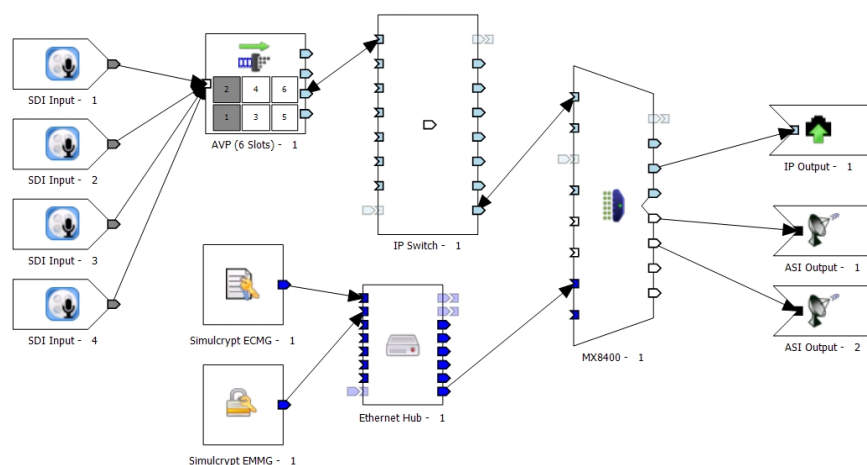 2 4 6
1 3 5
SDI Input - 1
AVP (6 Slots) - 1
SDI Input - 2
IP Output - 1
SDI Input - 3
IP Switch - 1
ASI Output - 1
SDI Input - 4
Simulcrypt ECMG - 1
MX8400 - 1
ASI Output - 2
Ethernet Hub - 1
Simulcrypt EMMG - 1